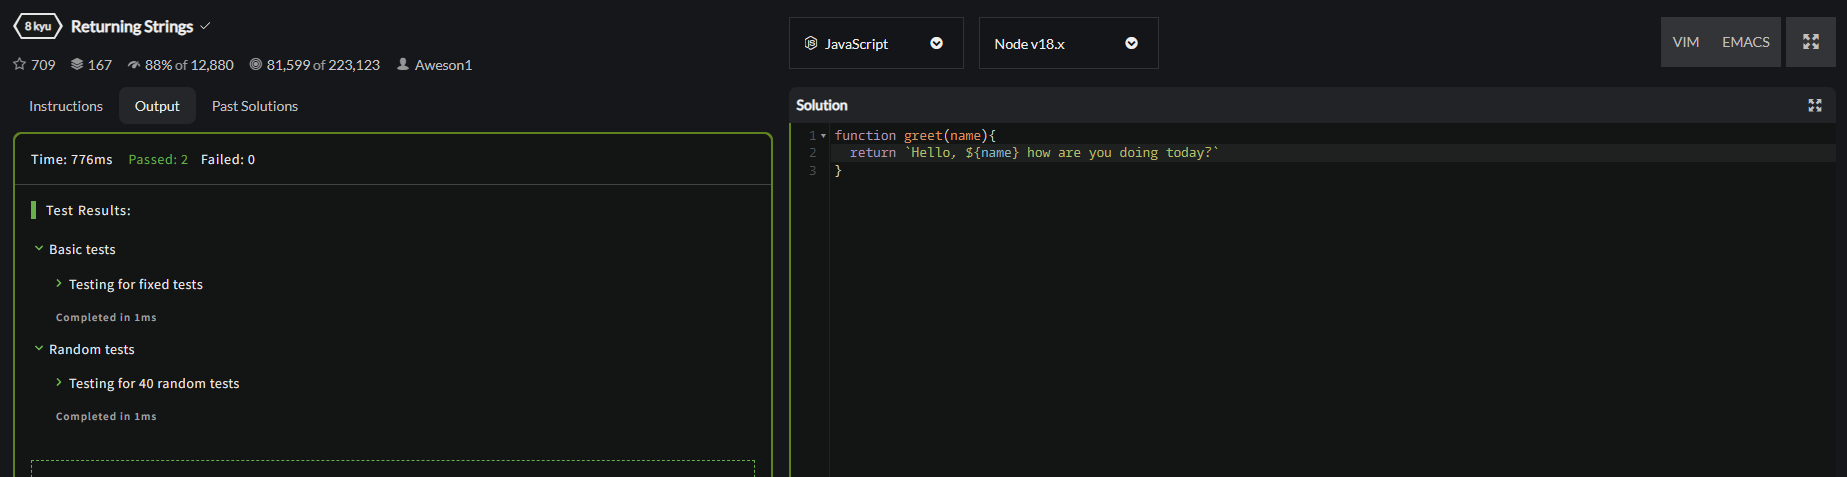 8 kyu Returning Strings
709 167 88% of 12,880 81,599 of 223,123 Aweson1
Instructions Output Past Solutions
Time: 776ms Passed: 2 Failed: 0
Test Results:
Basic tests
Testing for fixed tests
Completed in 1ms
Random tests
Testing for 40 random tests
Completed in 1ms
JavaScript Node v18.x VIM EMACS
Solution
1 function greet(name){
2 return `Hello, ${name} how are you doing today?`
3 }